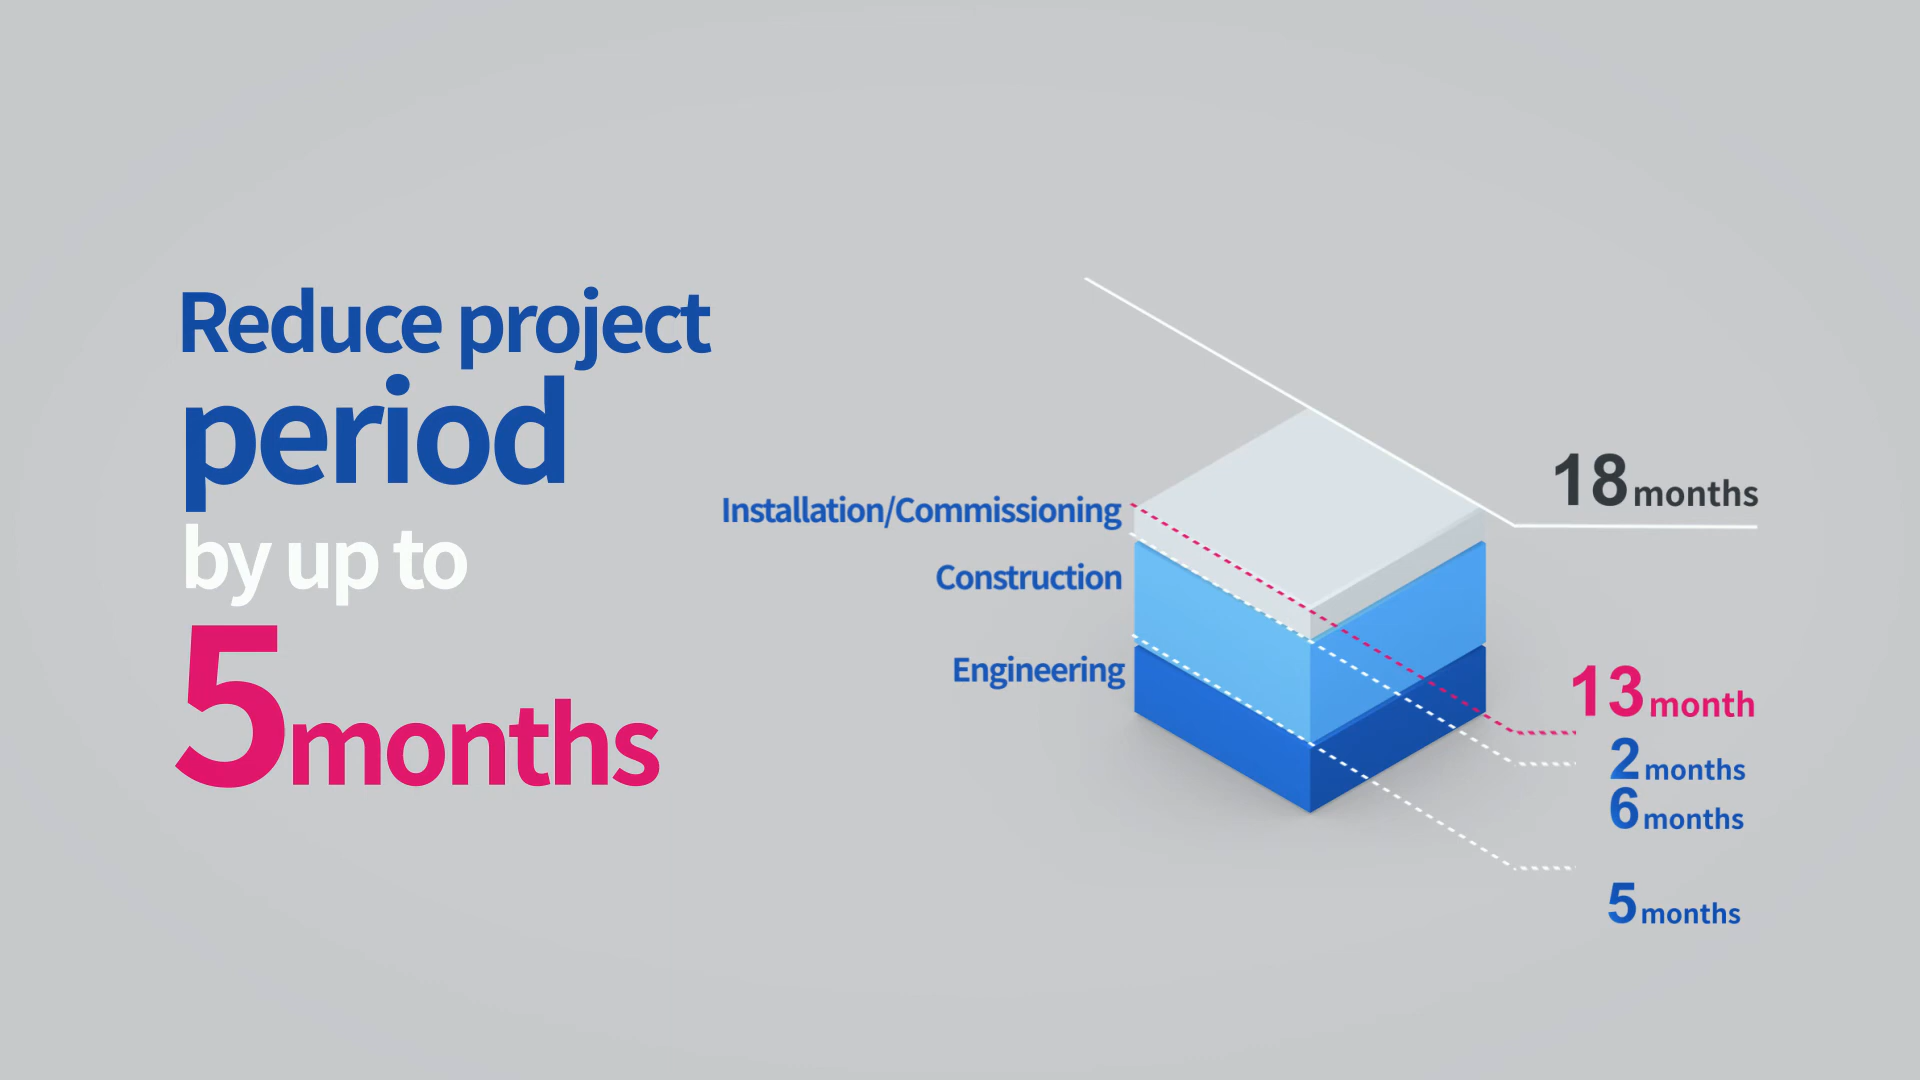 Reduce project
period
by up to
5months
Installation/Commissioning
Construction
Engineering
18months
13month
2months
6months
5months